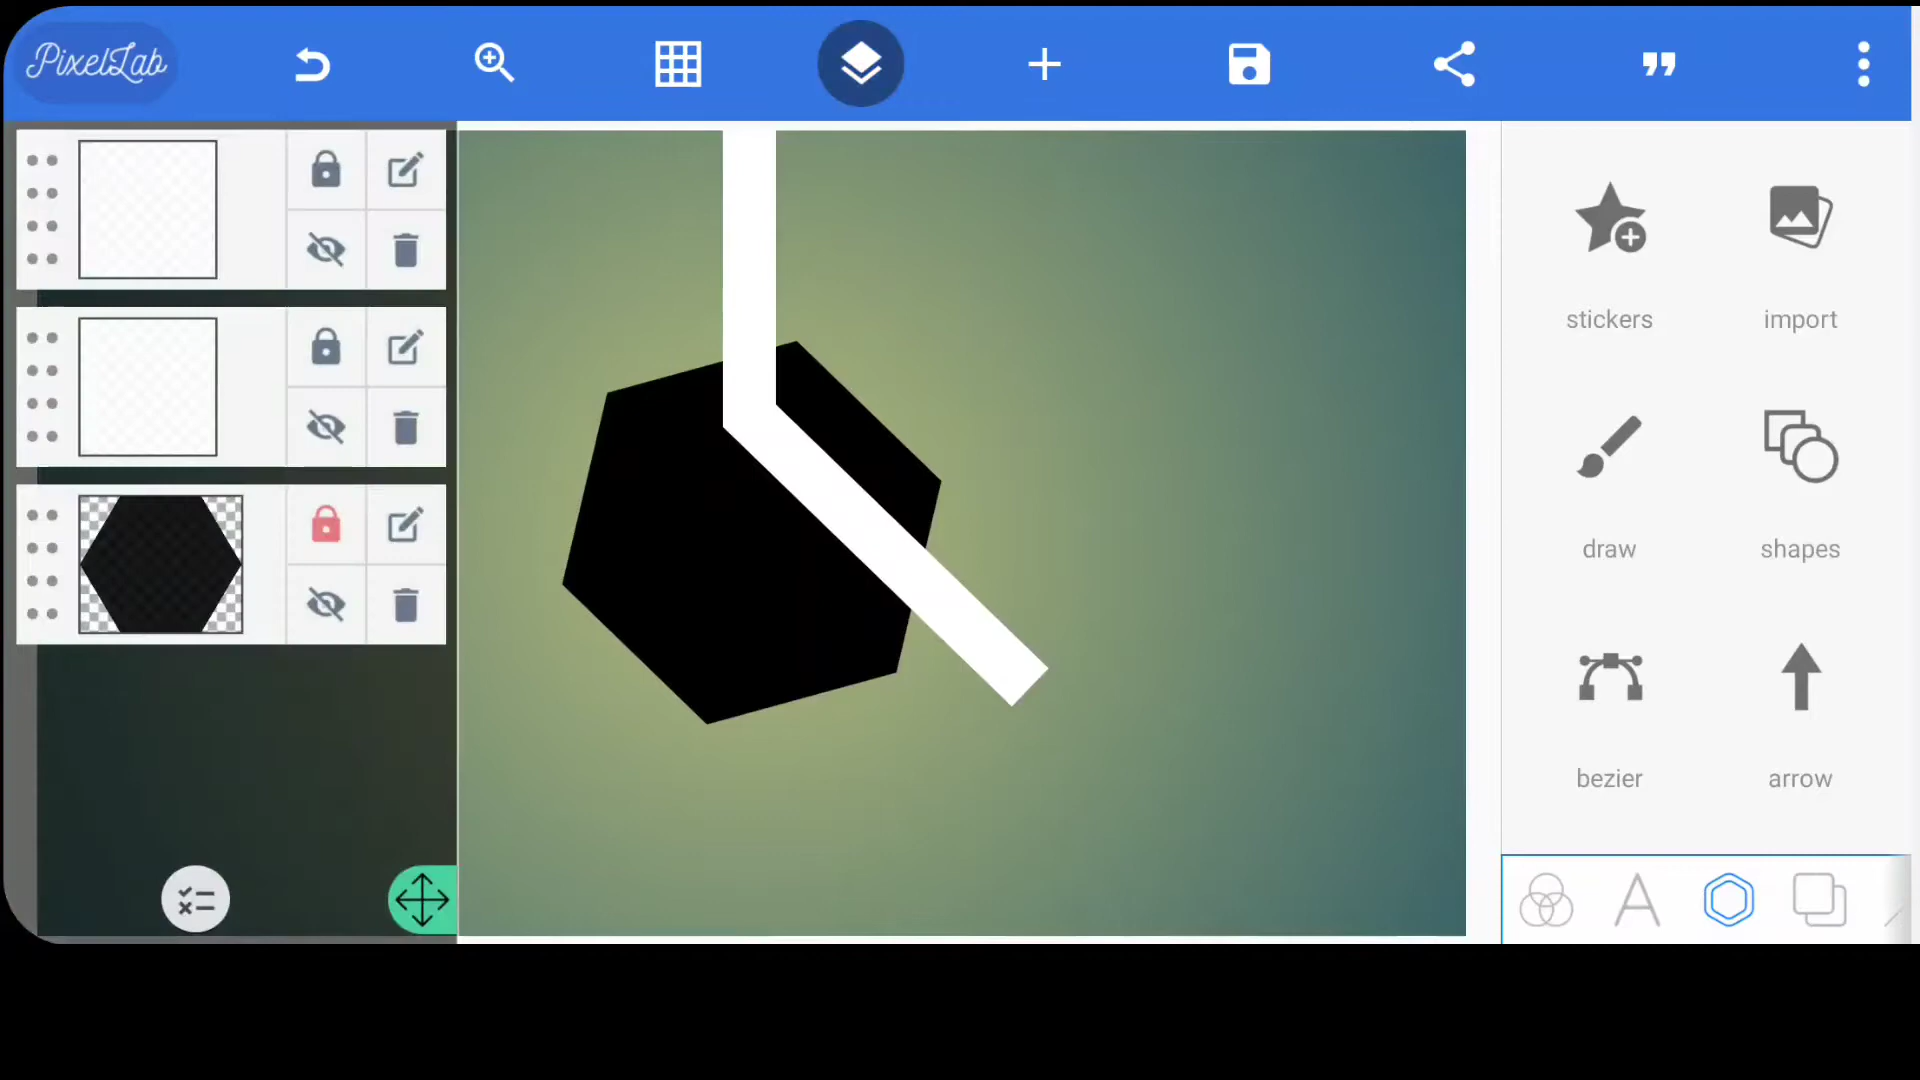 PixelLab
stickers
import
draw
shapes
bezier
arrow